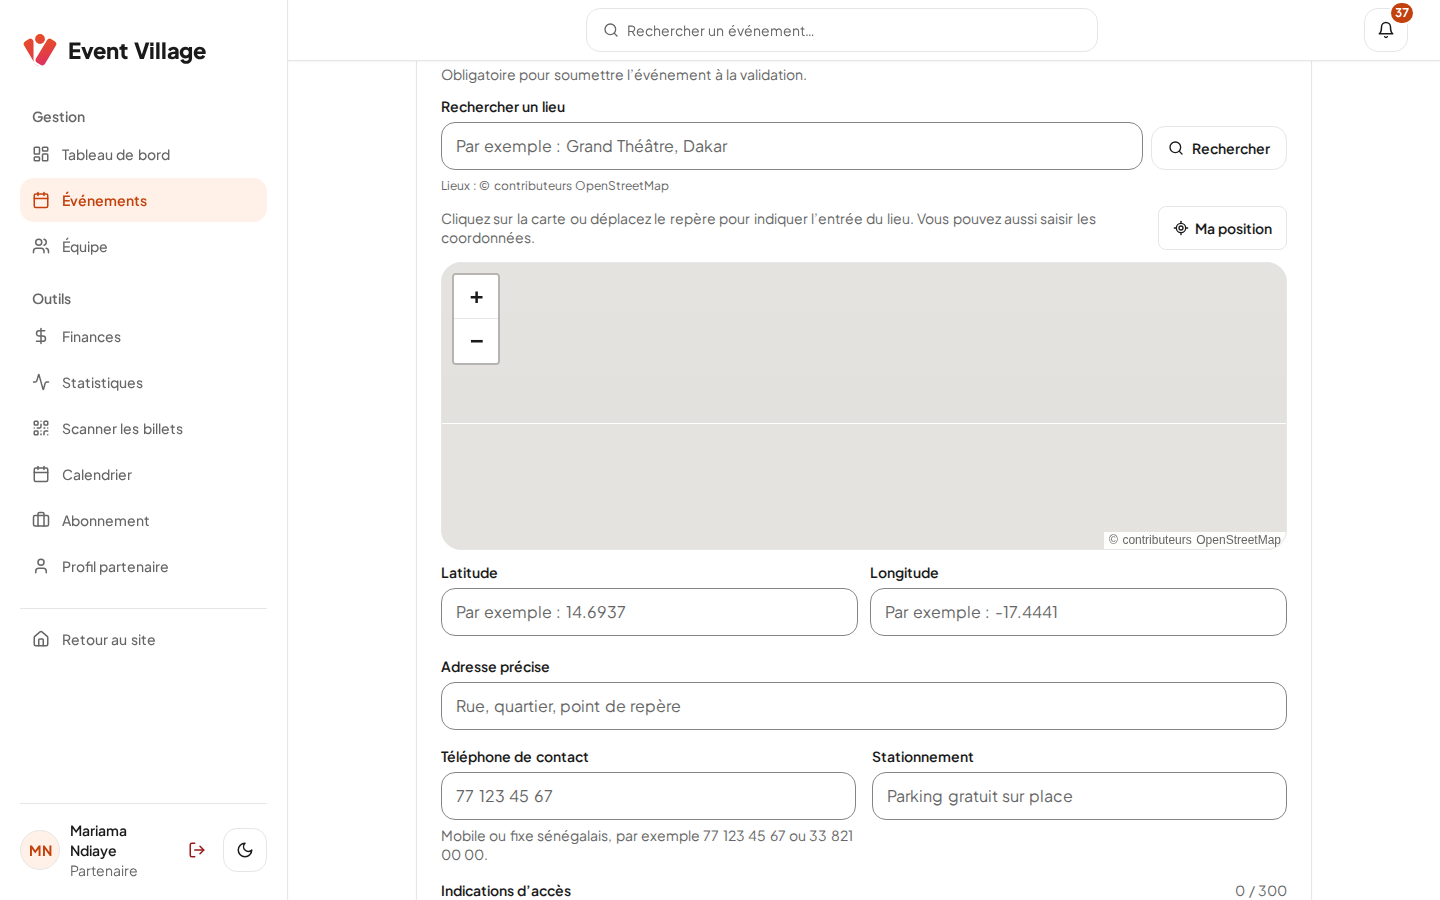 Event Village
Rechercher un événement…
37
Gestion
Tableau de bord
Événements
Équipe
Outils
Finances
Statistiques
Scanner les billets
Calendrier
Abonnement
Profil partenaire
Retour au site
MN
Mariama
Ndiaye
Partenaire
Obligatoire pour soumettre l’événement à la validation.
Rechercher un lieu
Par exemple : Grand Théâtre, Dakar
Rechercher
Lieux : © contributeurs OpenStreetMap
Cliquez sur la carte ou déplacez le repère pour indiquer l’entrée du lieu. Vous pouvez aussi saisir les
coordonnées.
Ma position
+
−
© contributeurs OpenStreetMap
Latitude
Longitude
Par exemple : 14.6937
Par exemple : -17.4441
Adresse précise
Rue, quartier, point de repère
Téléphone de contact
Stationnement
77 123 45 67
Parking gratuit sur place
Mobile ou fixe sénégalais, par exemple 77 123 45 67 ou 33 821
00 00.
Indications d’accès
0 / 300